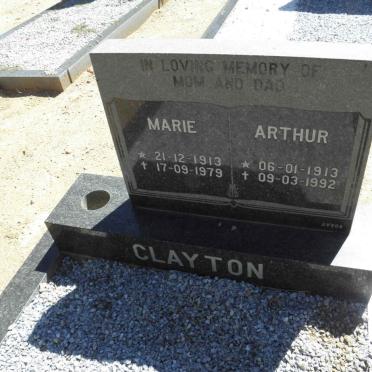 IN LOVING MEMORY OF
MOM AND DAD
MARIE
* 21-12-1913
✝ 17-09-1979
ARTHUR
* 06-01-1913
✝ 09-03-1992
CLAYTON